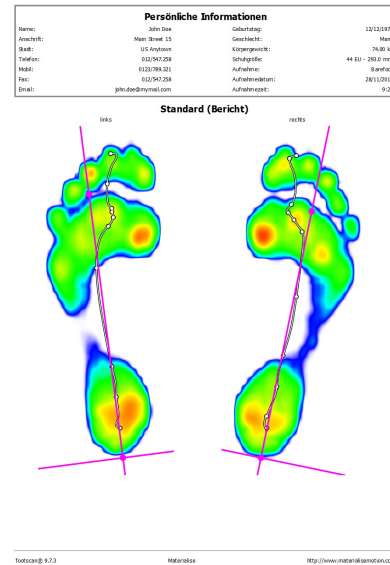 Persönliche Informationen
Name: John Doe Geburtstag: 12/12/197
Anschrift: Main Street 15 Geschlecht: Man
Stadt: US Anytown Körpergewicht: 74.00 k
Telefon: 012/547.258 Schuhgröße: 44 EU - 293.0 mm
Mobil: 0123/789.321 Aufnahme: Barefoo
Fax: 012/547.258 Aufnahmedatum: 28/11/201
Email: john.doe@mymail.com Aufnahmezeit: 9:2
Standard (Bericht)
links rechts
footscan® 9.7.3 Materialise http://www.materialisemotion.co